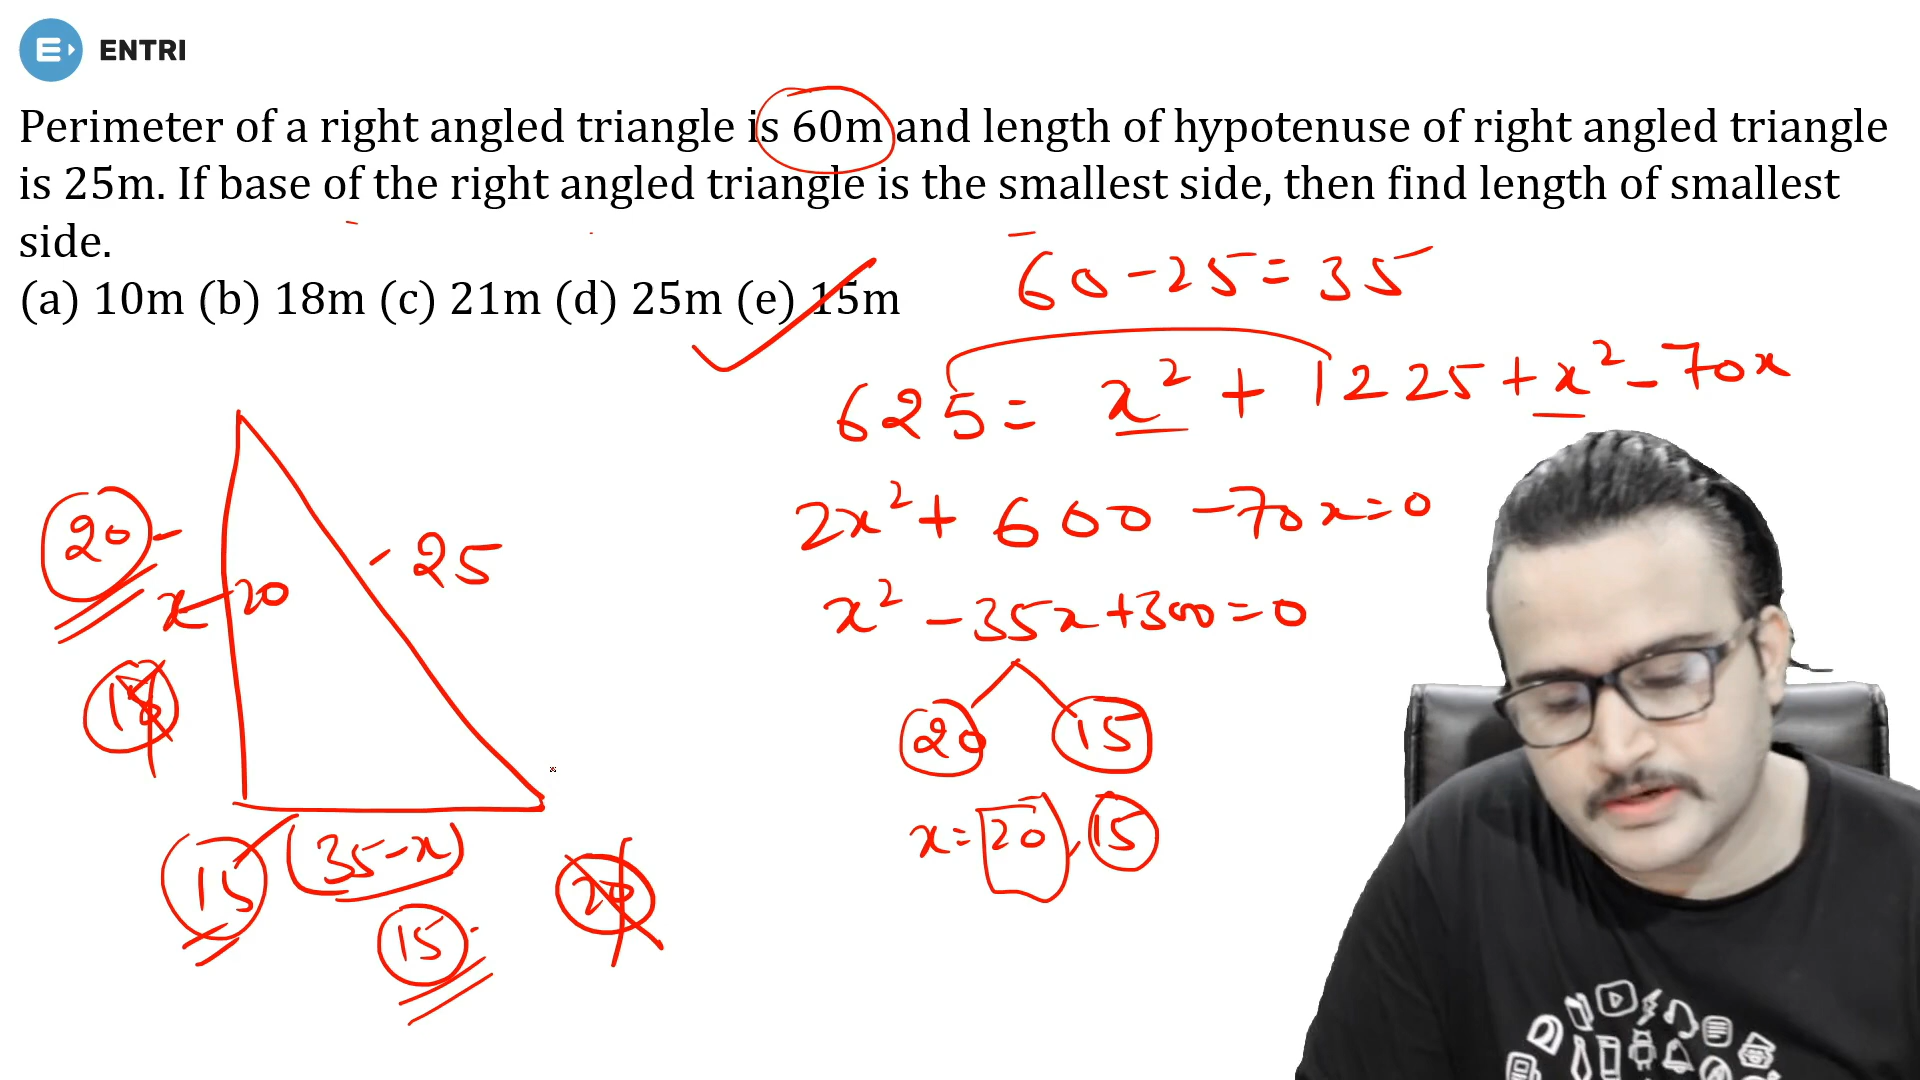 ENTRI
Perimeter of a right angled triangle is 60m and length of hypotenuse of right angled triangle
is 25m. If base of the right angled triangle is the smallest side, then find length of smallest
side.
(a) 10m (b) 18m (c) 21m (d) 25m (e) 15m
60-25=35
625 = x² + 1225 + x² - 70x
2x² + 600 - 70x = 0
x² - 35x + 300 = 0
20 15
x = 20, 15
20
25
x 20
15 (35-x)
15